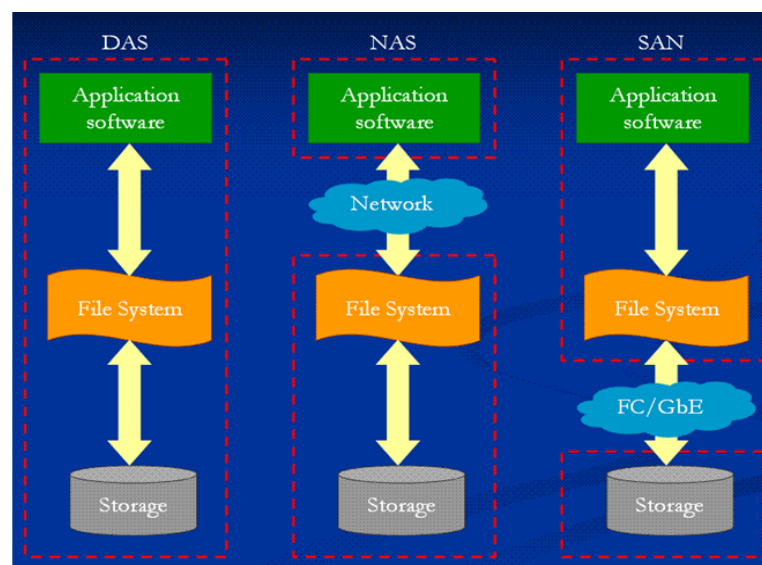 DAS
Application
software
File System
Storage
NAS
Application
software
Network
File System
Storage
SAN
Application
software
File System
FC/GbE
Storage